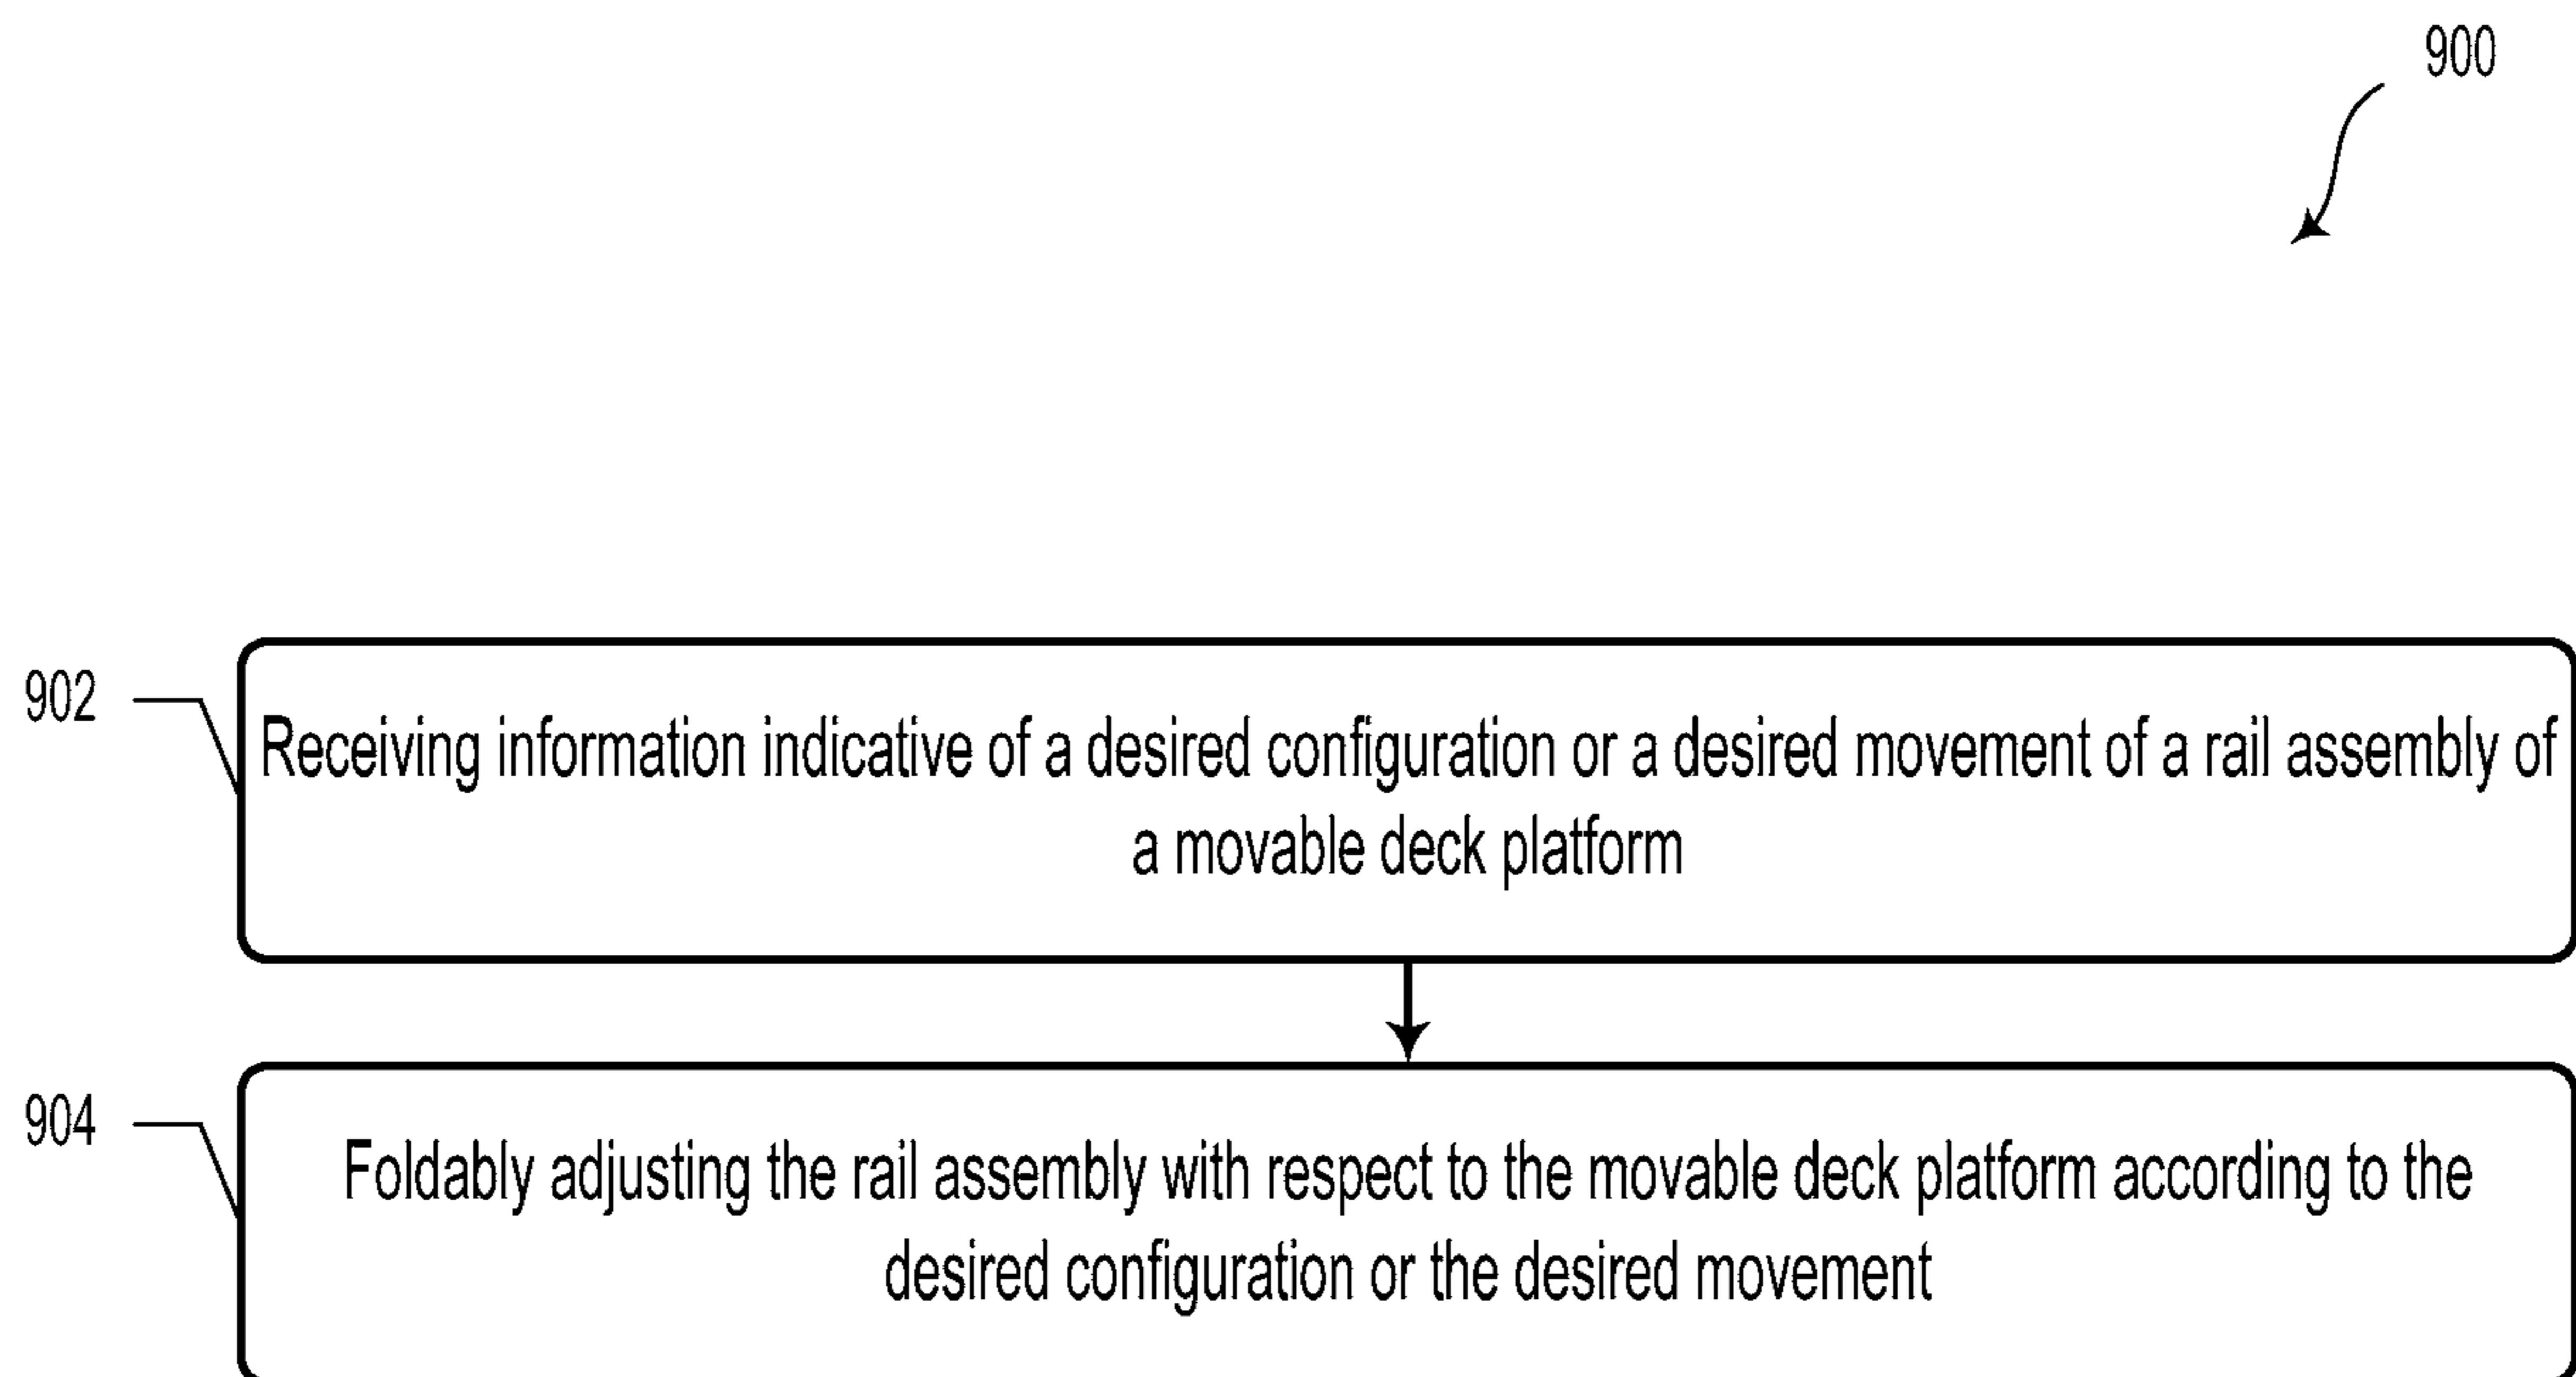 900
902
Receiving information indicative of a desired configuration or a desired movement of a rail assembly of
a movable deck platform
904
Foldably adjusting the rail assembly with respect to the movable deck platform according to the
desired configuration or the desired movement